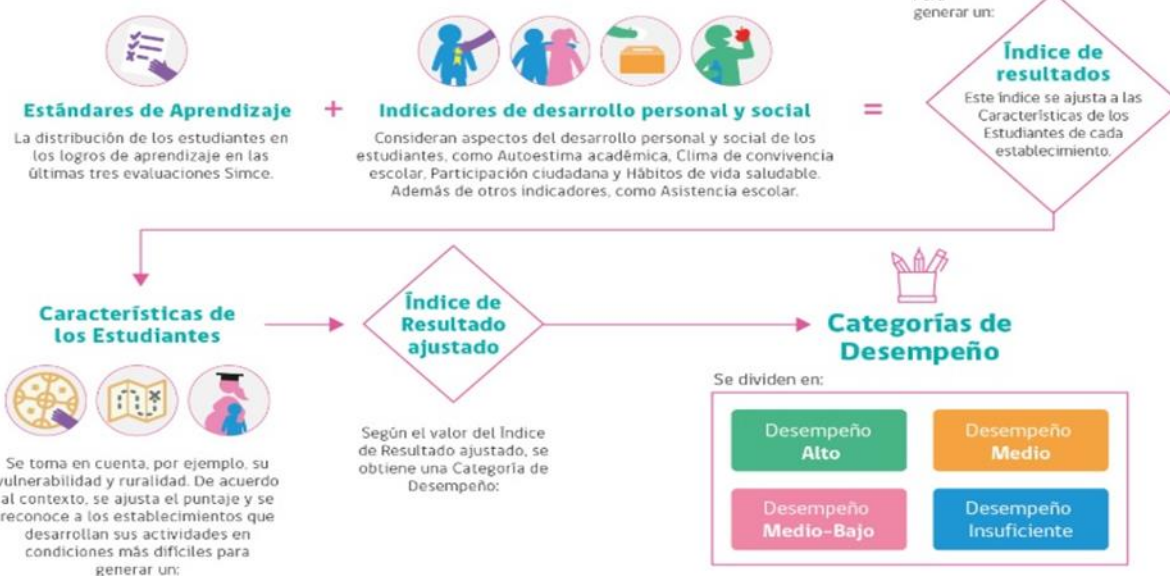 generar un:
Estándares de Aprendizaje
La distribución de los estudiantes en
los logros de aprendizaje en las
últimas tres evaluaciones Simce.
+
Indicadores de desarrollo personal y social
Consideran aspectos del desarrollo personal y social de los
estudiantes, como Autoestima académica, Clima de convivencia
escolar, Participación ciudadana y Hábitos de vida saludable.
Además de otros indicadores, como Asistencia escolar.
=
Índice de
resultados
Este índice se ajusta a las
Características de los
Estudiantes de cada
establecimiento.
Características de
los Estudiantes
Se toma en cuenta, por ejemplo, su
vulnerabilidad y ruralidad. De acuerdo
al contexto, se ajusta el puntaje y se
reconoce a los establecimientos que
desarrollan sus actividades en
condiciones más difíciles para
generar un:
Índice de
Resultado
ajustado
Según el valor del Índice
de Resultado ajustado, se
obtiene una Categoría de
Desempeño:
Categorías de
Desempeño
Se dividen en:
Desempeño
Alto
Desempeño
Medio
Desempeño
Medio-Bajo
Desempeño
Insuficiente